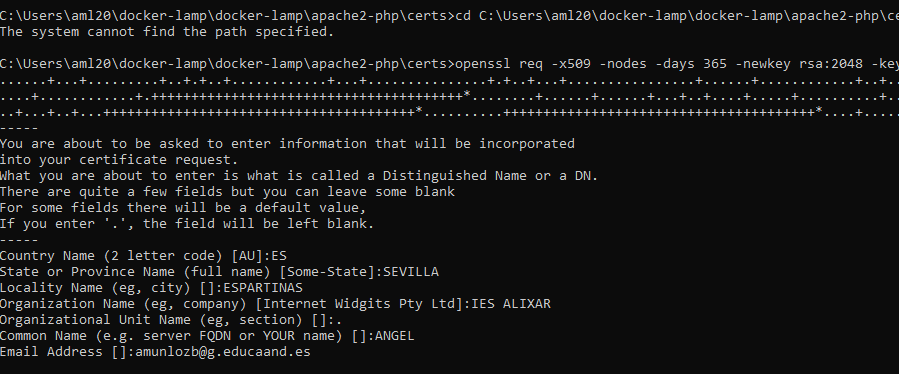 C:\Users\aml20\docker-lamp\docker-lamp\apache2-php\certs>cd C:\Users\aml20\docker-lamp\docker-lamp\apache2-php\ce
The system cannot find the path specified.
C:\Users\aml20\docker-lamp\docker-lamp\apache2-php\certs>openssl req -x509 -nodes -days 365 -newkey rsa:2048 -key
-----
You are about to be asked to enter information that will be incorporated
into your certificate request.
What you are about to enter is what is called a Distinguished Name or a DN.
There are quite a few fields but you can leave some blank
For some fields there will be a default value,
If you enter '.', the field will be left blank.
-----
Country Name (2 letter code) [AU]:ES
State or Province Name (full name) [Some-State]:SEVILLA
Locality Name (eg, city) []:ESPARTINAS
Organization Name (eg, company) [Internet Widgits Pty Ltd]:IES ALIXAR
Organizational Unit Name (eg, section) []:.
Common Name (e.g. server FQDN or YOUR name) []:ANGEL
Email Address []:amunlozb@g.educaand.es